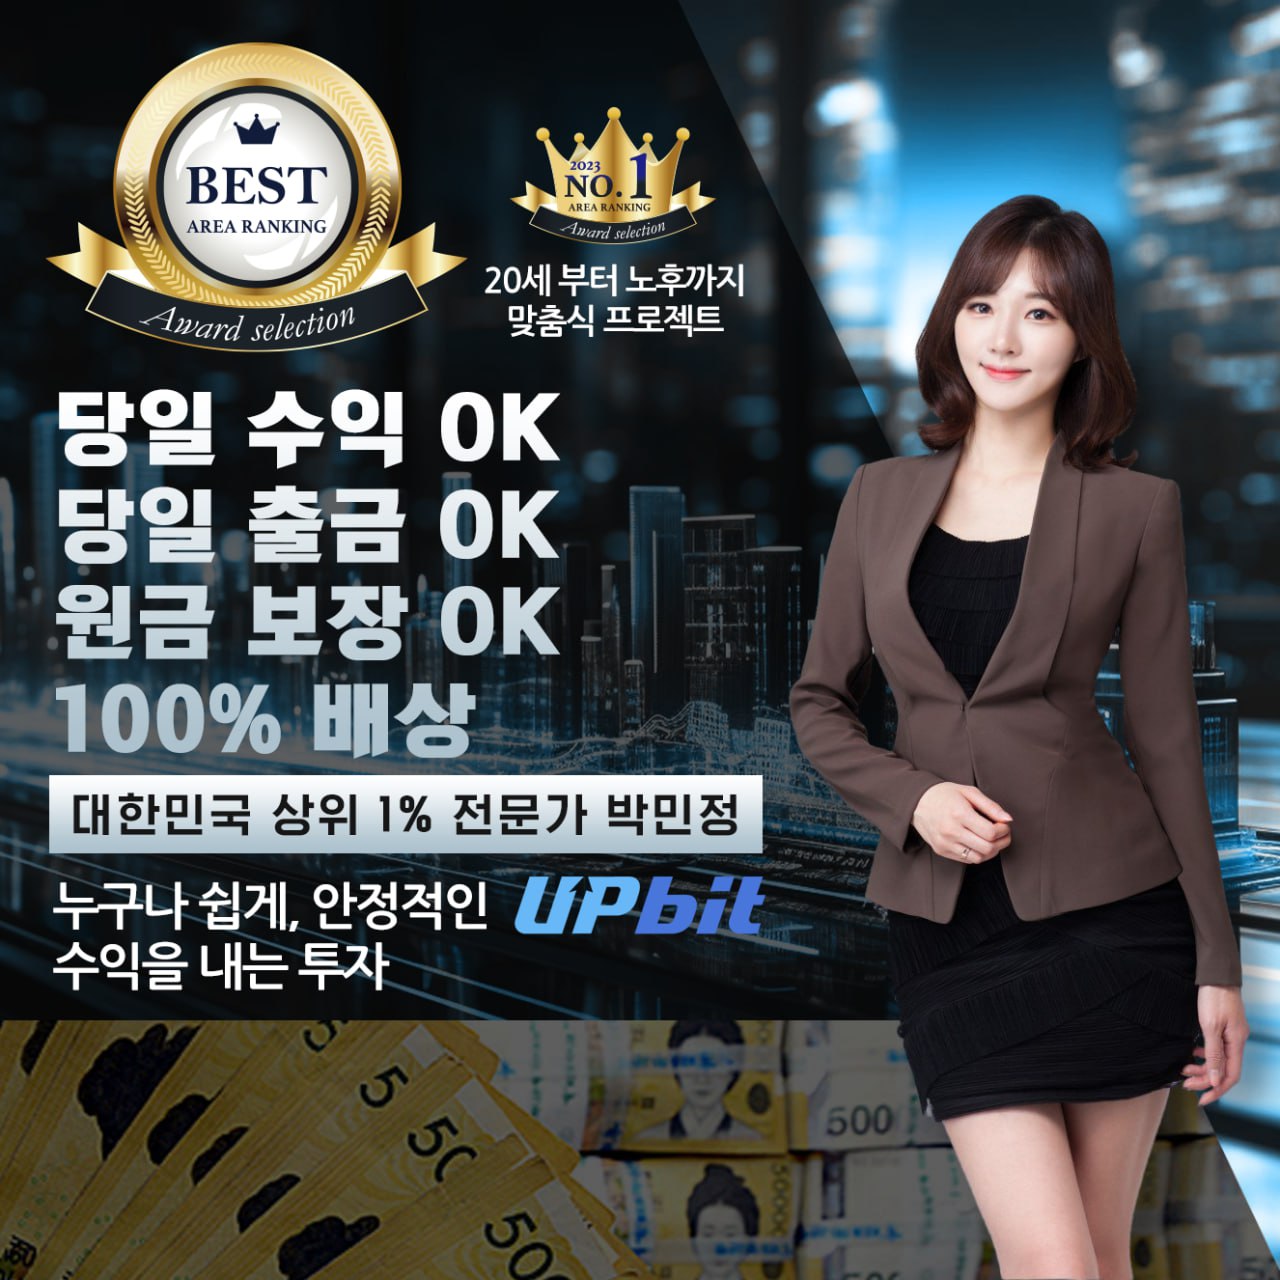 BEST
AREA RANKING
Award selection
2023
NO.1
AREA RANKING
Award selection
20세 부터 노후까지
맞춤식 프로젝트
당일 수익 OK
당일 출금 OK
원금 보장 OK
100% 배상
대한민국 상위 1% 전문가 박민정
누구나 쉽게, 안정적인
수익을 내는 투자
UPbit
5
50
500
500